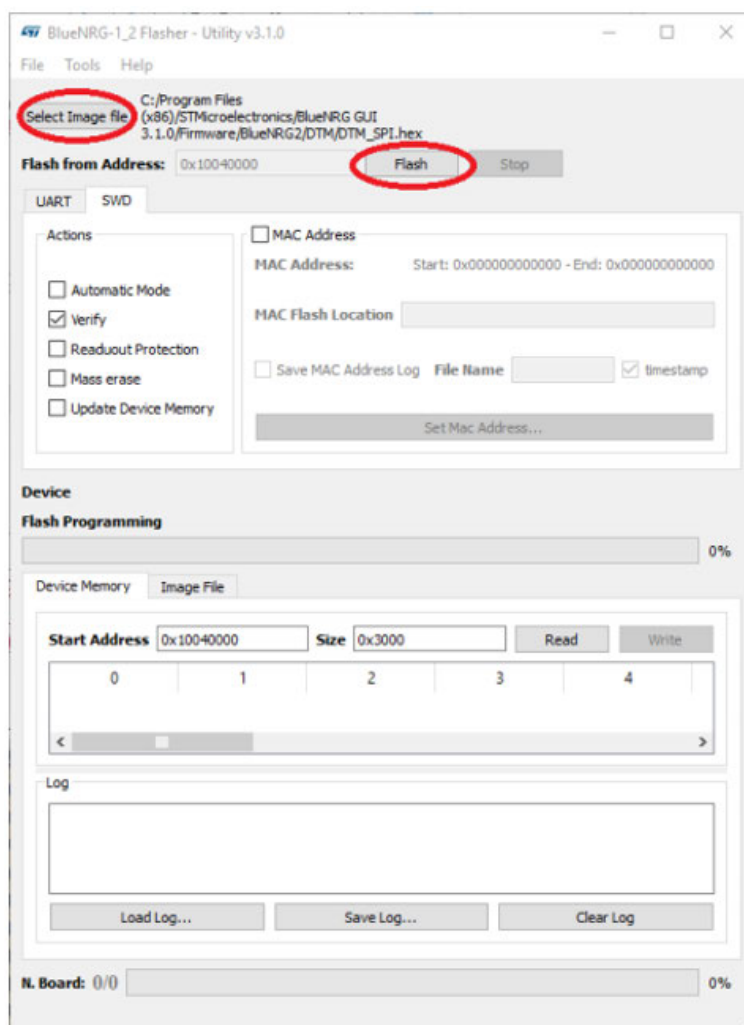 BlueNRG-1_2 Flasher - Utility v3.1.0
File Tools Help
Select Image file
C:/Program Files
(x86)/STMicroelectronics/BlueNRG GUI
3.1.0/Firmware/BlueNRG2/DTM/DTM_SPI.hex
Flash from Address: 0x10040000 Flash Stop
UART SWD
Actions
Automatic Mode
Verify
Readuout Protection
Mass erase
Update Device Memory
MAC Address
MAC Address: Start: 0x000000000000 - End: 0x000000000000
MAC Flash Location
Save MAC Address Log File Name timestamp
Set Mac Address...
Device
Flash Programming
0%
Device Memory Image File
Start Address 0x10040000 Size 0x3000 Read Write
0 1 2 3 4
Log
Load Log... Save Log... Clear Log
N. Board: 0/0 0%